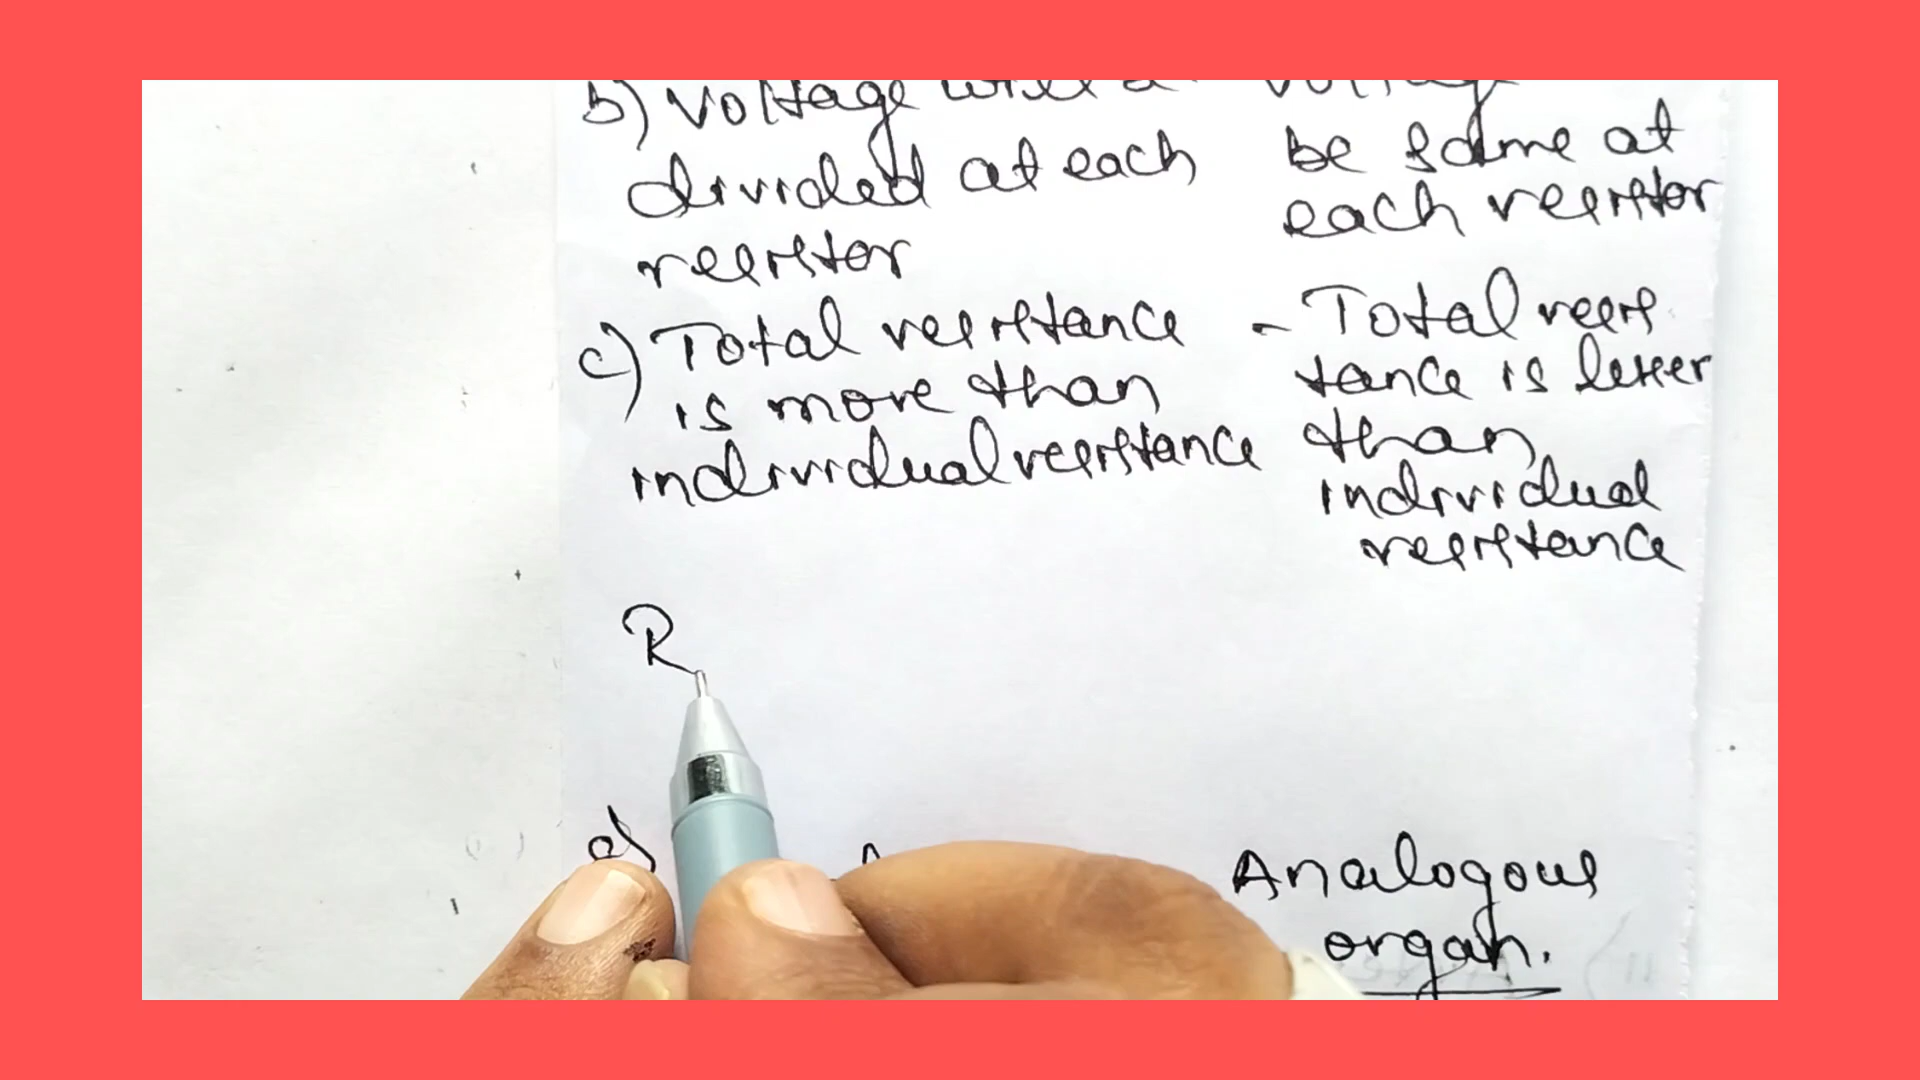 b) Voltage will
divided at each
resistor
c) Total resistance
is more than
individual resistance
be same at
each resistor
- Total resis
tance is lesser
than
individual
resistance
R
a)
Analogous
organ.